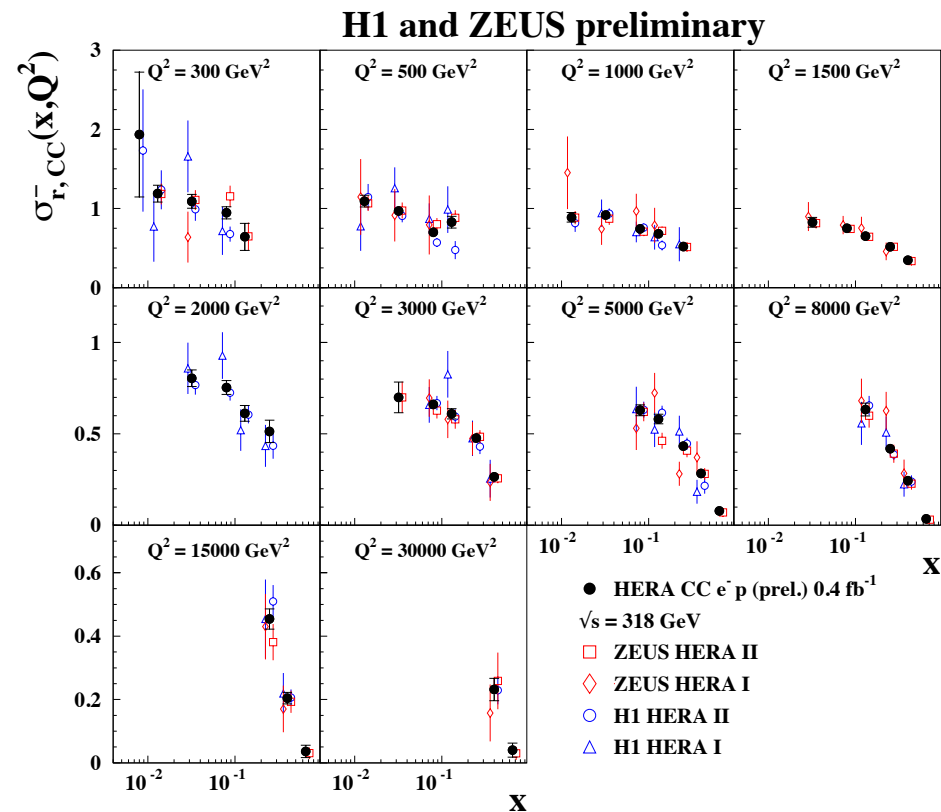 H1 and ZEUS preliminary
σ⁻r,CC(x,Q²)
3
2
1
0
Q² = 300 GeV²
Q² = 500 GeV²
Q² = 1000 GeV²
Q² = 1500 GeV²
1
0.5
0
Q² = 2000 GeV²
Q² = 3000 GeV²
Q² = 5000 GeV²
Q² = 8000 GeV²
10⁻² 10⁻¹
10⁻² 10⁻¹
x
0.6
0.4
0.2
0
Q² = 15000 GeV²
Q² = 30000 GeV²
10⁻² 10⁻¹
10⁻² 10⁻¹
x
HERA CC e⁻ p (prel.) 0.4 fb⁻¹
√s = 318 GeV
ZEUS HERA II
ZEUS HERA I
H1 HERA II
H1 HERA I